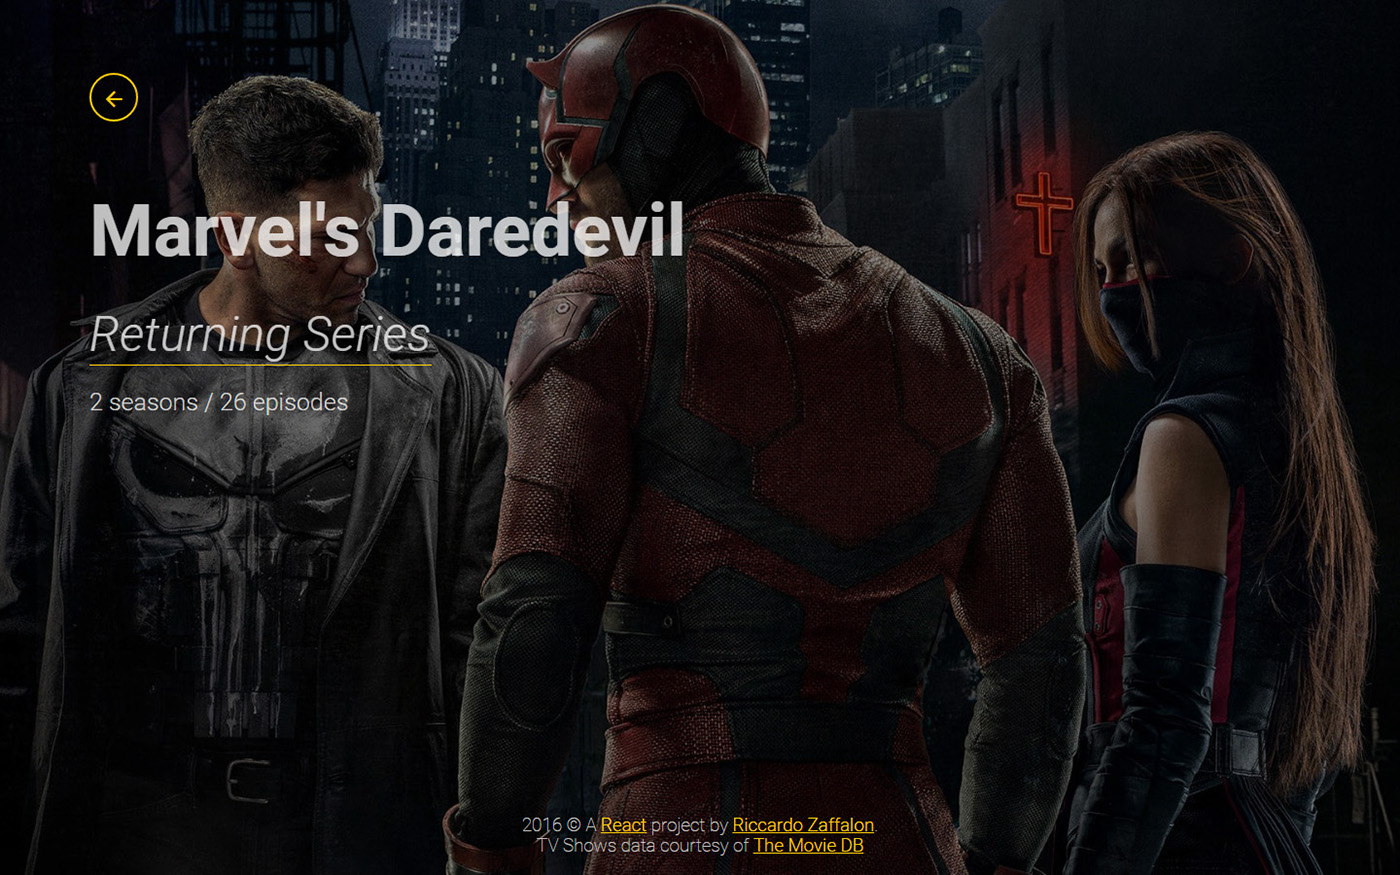 Marvel's Daredevil
Returning Series
2 seasons / 26 episodes
2016 © A React project by Riccardo Zaffalon.
TV Shows data courtesy of The Movie DB